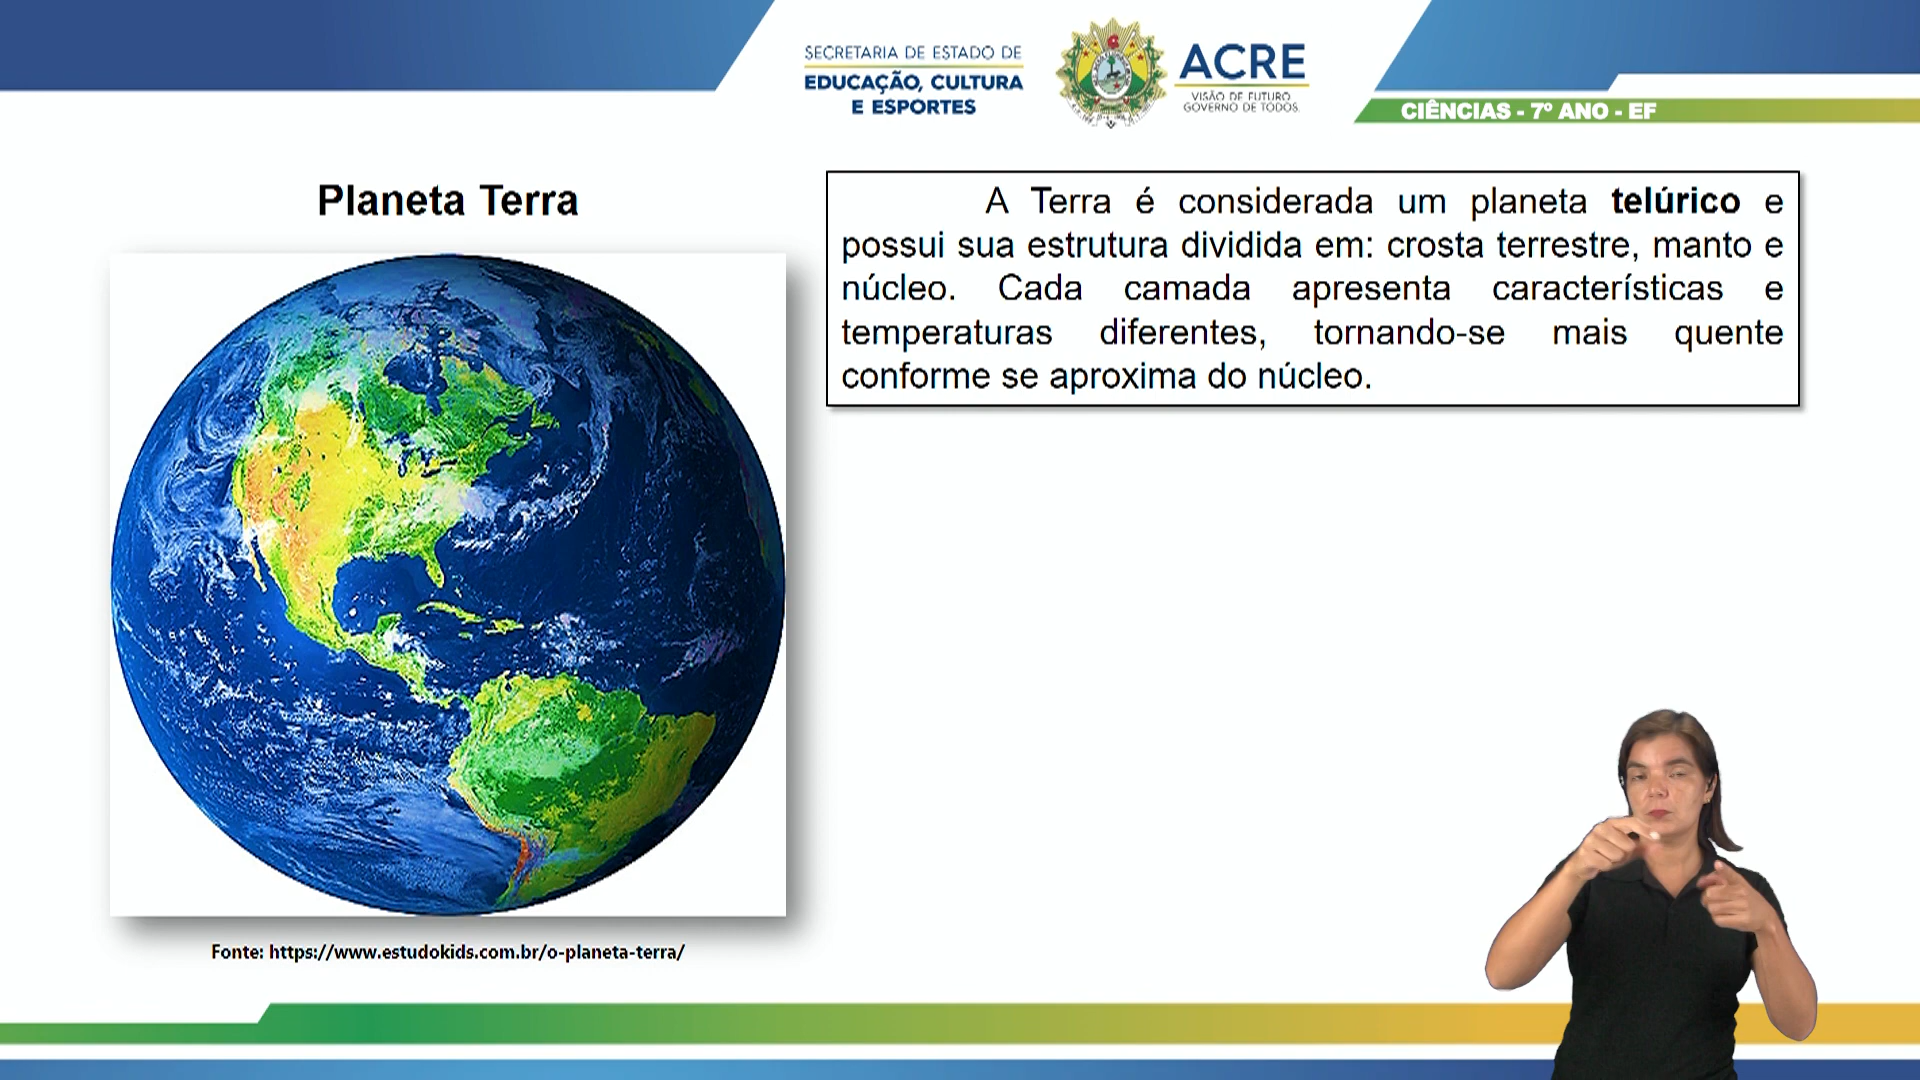 SECRETARIA DE ESTADO DE
EDUCAÇÃO, CULTURA
E ESPORTES
ACRE
VISÃO DE FUTURO
GOVERNO DE TODOS
CIÊNCIAS - 7º ANO - EF
Planeta Terra
A Terra é considerada um planeta telúrico e
possui sua estrutura dividida em: crosta terrestre, manto e
núcleo. Cada camada apresenta características e
temperaturas diferentes, tornando-se mais quente
conforme se aproxima do núcleo.
Fonte: https://www.estudokids.com.br/o-planeta-terra/